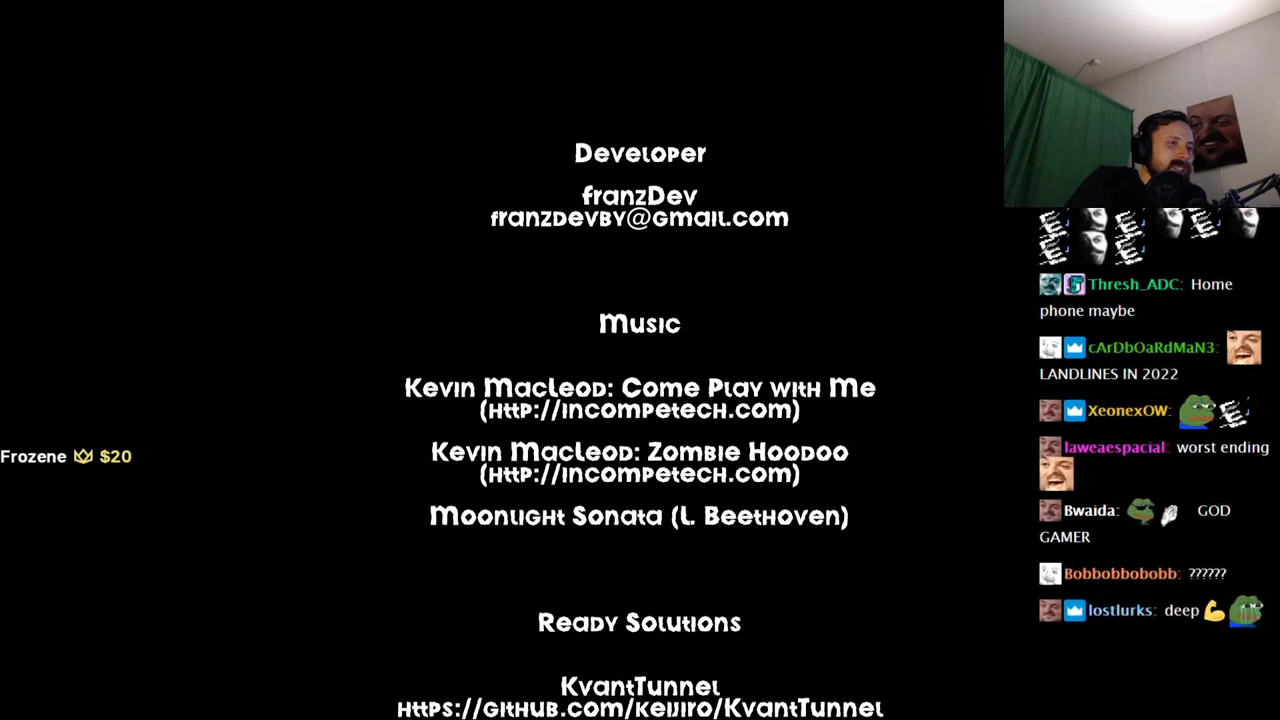 Developer
franzDev
franzdevby@gmail.com
Music
Kevin MacLeod: Come Play with Me
(http://incompetech.com)
Kevin MacLeod: Zombie Hoodoo
(http://incompetech.com)
Moonlight Sonata (L. Beethoven)
Ready Solutions
KvantTunnel
https://github.com/keijiro/KvantTunnel
Frozene $20
Thresh_ADC: Home
phone maybe
cArDbOaRdMaN3:
LANDLINES IN 2022
XeonexOW:
laweaespacial: worst ending
Bwaida: GOD
GAMER
Bobbobbobobb: ??????
lostlurks: deep